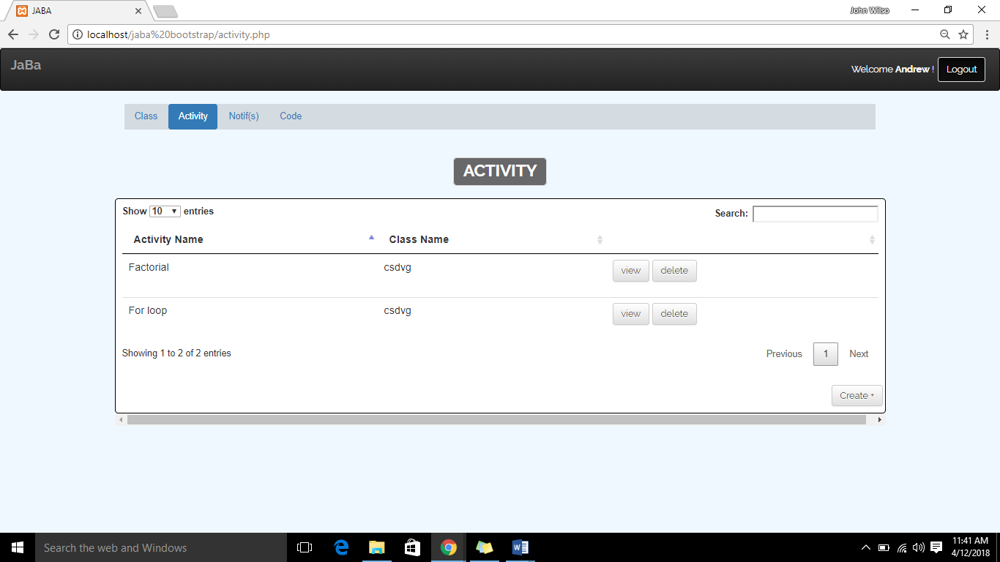 JABA
John Wilso
localhost/jaba%20bootstrap/activity.php
JaBa
Welcome Andrew ! Logout
Class Activity Notif(s) Code
ACTIVITY
Show 10 entries Search:
Activity Name Class Name
Factorial csdvg view delete
For loop csdvg view delete
Showing 1 to 2 of 2 entries Previous 1 Next
Create +
Search the web and Windows
11:41 AM
4/12/2018